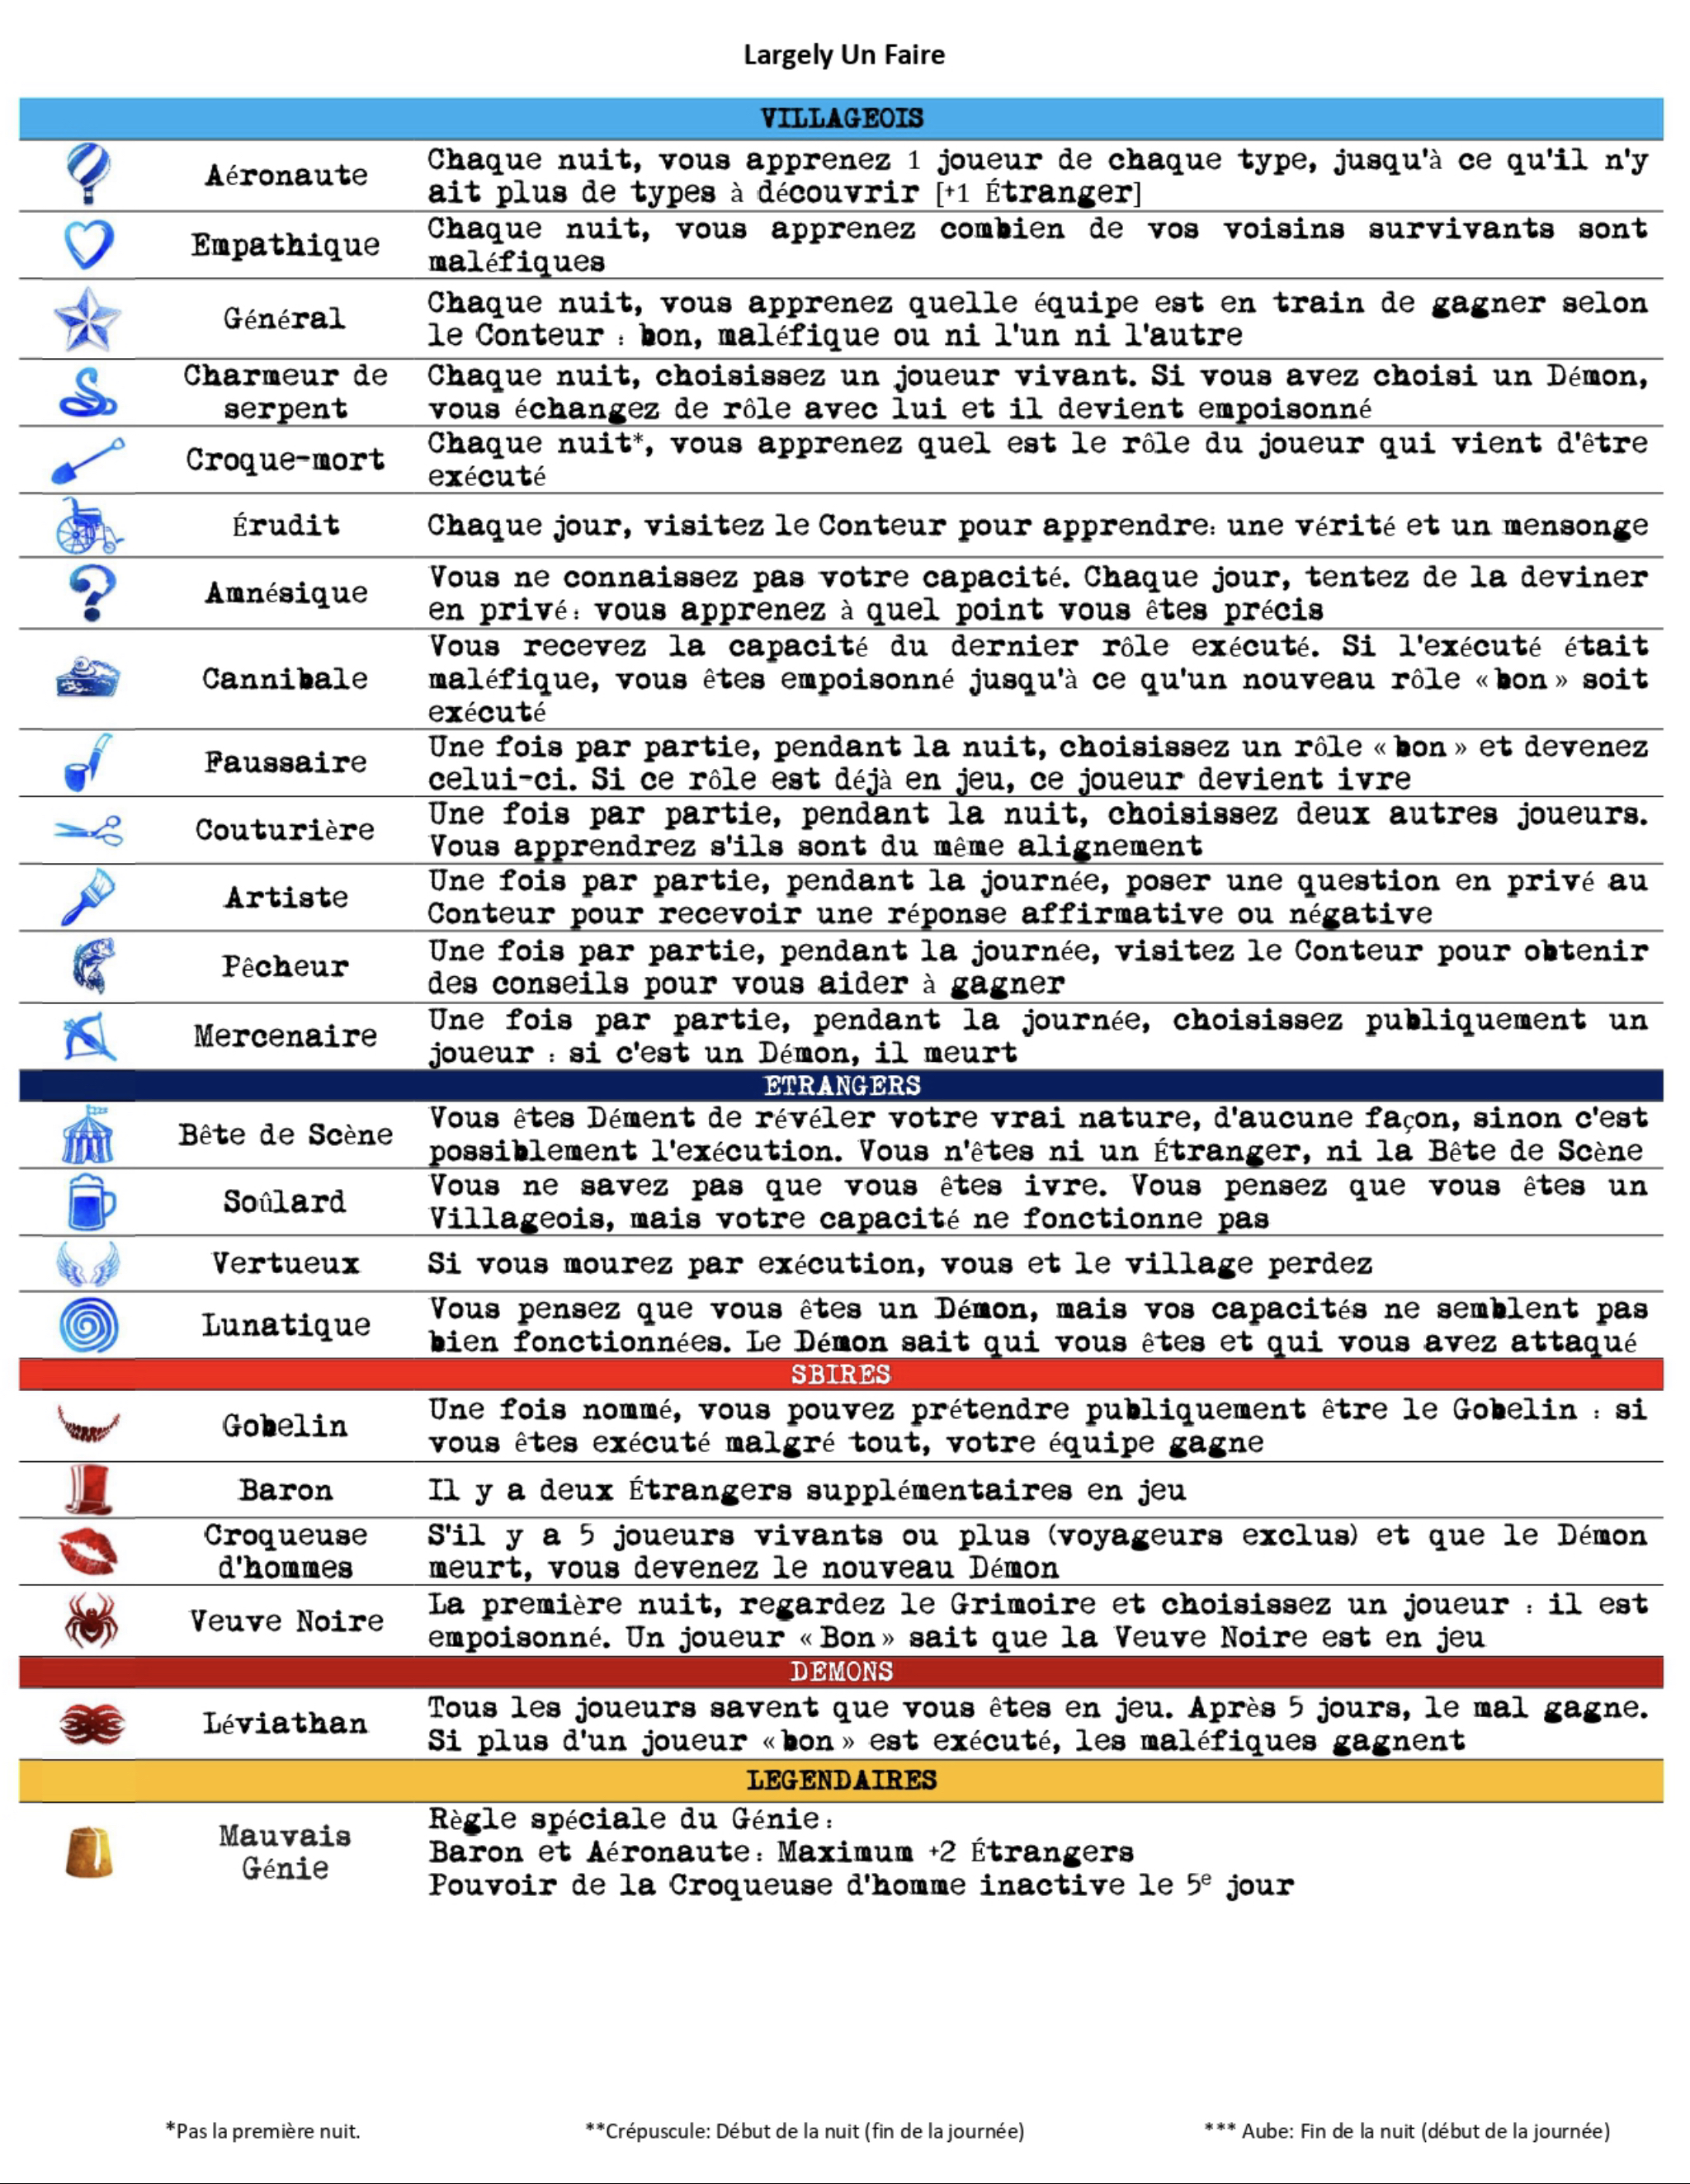 Largely Un Faire
VILLAGEOIS
Aéronaute
Chaque nuit, vous apprenez 1 joueur de chaque type, jusqu'à ce qu'il n'y
ait plus de types à découvrir [+1 Étranger]
Empathique
Chaque nuit, vous apprenez combien de vos voisins survivants sont
maléfiques
Général
Chaque nuit, vous apprenez quelle équipe est en train de gagner selon
le Conteur : bon, maléfique ou ni l'un ni l'autre
Charmeur de
serpent
Chaque nuit, choisissez un joueur vivant. Si vous avez choisi un Démon,
vous échangez de rôle avec lui et il devient empoisonné
Croque-mort
Chaque nuit*, vous apprenez quel est le rôle du joueur qui vient d'être
exécuté
Érudit
Chaque jour, visitez le Conteur pour apprendre: une vérité et un mensonge
Amnésique
Vous ne connaissez pas votre capacité. Chaque jour, tentez de la deviner
en privé: vous apprenez à quel point vous êtes précis
Cannibale
Vous recevez la capacité du dernier rôle exécuté. Si l'exécuté était
maléfique, vous êtes empoisonné jusqu'à ce qu'un nouveau rôle « bon » soit
exécuté
Faussaire
Une fois par partie, pendant la nuit, choisissez un rôle « bon » et devenez
celui-ci. Si ce rôle est déjà en jeu, ce joueur devient ivre
Couturière
Une fois par partie, pendant la nuit, choisissez deux autres joueurs.
Vous apprendrez s'ils sont du même alignement
Artiste
Une fois par partie, pendant la journée, poser une question en privé au
Conteur pour recevoir une réponse affirmative ou négative
Pêcheur
Une fois par partie, pendant la journée, visitez le Conteur pour obtenir
des conseils pour vous aider à gagner
Mercenaire
Une fois par partie, pendant la journée, choisissez publiquement un
joueur : si c'est un Démon, il meurt
ETRANGERS
Bête de Scène
Vous êtes Dément de révéler votre vrai nature, d'aucune façon, sinon c'est
possiblement l'exécution. Vous n'êtes ni un Étranger, ni la Bête de Scène
Soûlard
Vous ne savez pas que vous êtes ivre. Vous pensez que vous êtes un
Villageois, mais votre capacité ne fonctionne pas
Vertueux
Si vous mourez par exécution, vous et le village perdez
Lunatique
Vous pensez que vous êtes un Démon, mais vos capacités ne semblent pas
bien fonctionnées. Le Démon sait qui vous êtes et qui vous avez attaqué
SBIRES
Gobelin
Une fois nommé, vous pouvez prétendre publiquement être le Gobelin : si
vous êtes exécuté malgré tout, votre équipe gagne
Baron
Il y a deux Étrangers supplémentaires en jeu
Croqueuse
d'hommes
S'il y a 5 joueurs vivants ou plus (voyageurs exclus) et que le Démon
meurt, vous devenez le nouveau Démon
Veuve Noire
La première nuit, regardez le Grimoire et choisissez un joueur : il est
empoisonné. Un joueur « Bon » sait que la Veuve Noire est en jeu
DEMONS
Léviathan
Tous les joueurs savent que vous êtes en jeu. Après 5 jours, le mal gagne.
Si plus d'un joueur « bon » est exécuté, les maléfiques gagnent
LEGENDAIRES
Mauvais
Génie
Règle spéciale du Génie:
Baron et Aéronaute: Maximum +2 Étrangers
Pouvoir de la Croqueuse d'homme inactive le 5e jour
*Pas la première nuit.
**Crépuscule: Début de la nuit (fin de la journée)
*** Aube: Fin de la nuit (début de la journée)